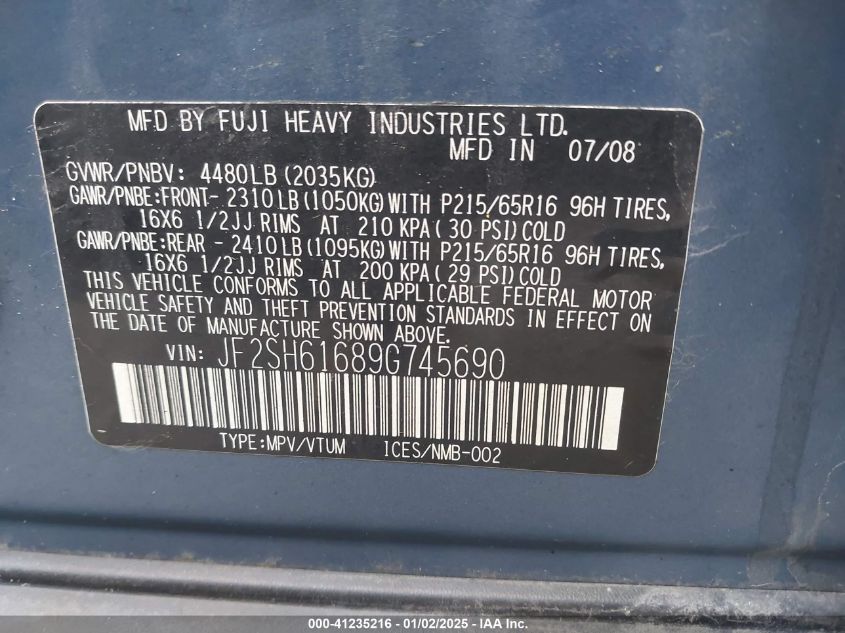 MFD BY FUJI HEAVY INDUSTRIES LTD.
MFD IN 07/08
GVWR/PNBV: 4480LB (2035KG)
GAWR/PNBE:FRONT- 2310LB (1050KG) WITH P215/65R16 96H TIRES,
16X6 1/2JJ RIMS AT 210 KPA( 30 PSI) COLD
GAWR/PNBE:REAR - 2410LB (1095KG) WITH P215/65R16 96H TIRES,
16X6 1/2JJ RIMS AT 200 KPA( 29 PSI) COLD
THIS VEHICLE CONFORMS TO ALL APPLICABLE FEDERAL MOTOR
VEHICLE SAFETY AND THEFT PREVENTION STANDARDS IN EFFECT ON
THE DATE OF MANUFACTURE SHOWN ABOVE.
VIN: JF2SH61689G745690
TYPE:MPV/VTUM ICES/NMB-002
000-41235216 - 01/02/2025 - IAA, Inc.